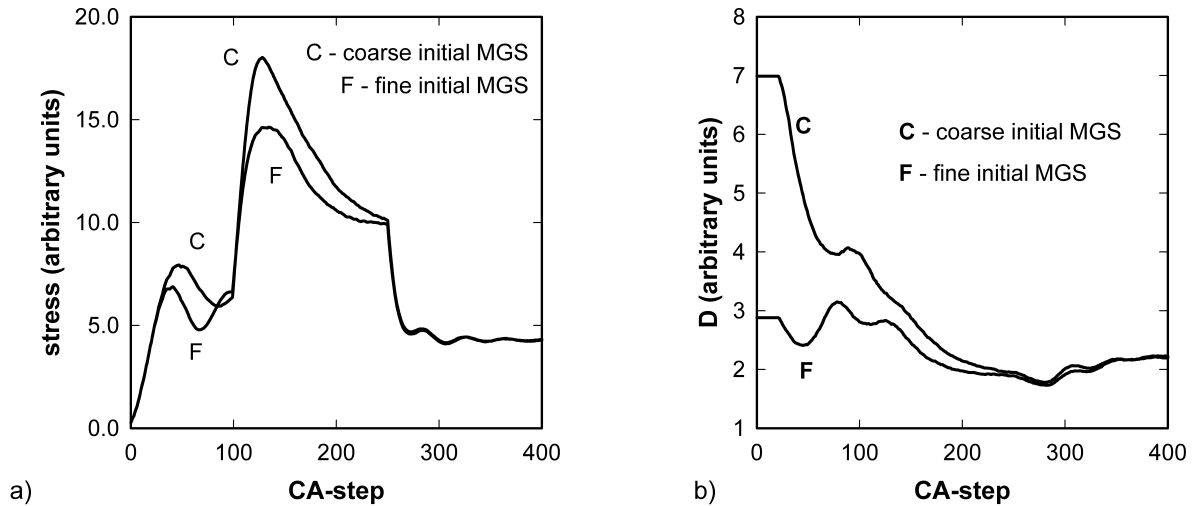 20.0
15.0
10.0
5.0
0.0
0 100 200 300 400
stress (arbitrary units)
CA-step
C - coarse initial MGS
F - fine initial MGS
C
C
F
F
a)
8
7
6
5
4
3
2
1
0 100 200 300 400
D (arbitrary units)
CA-step
C - coarse initial MGS
F - fine initial MGS
C
F
b)